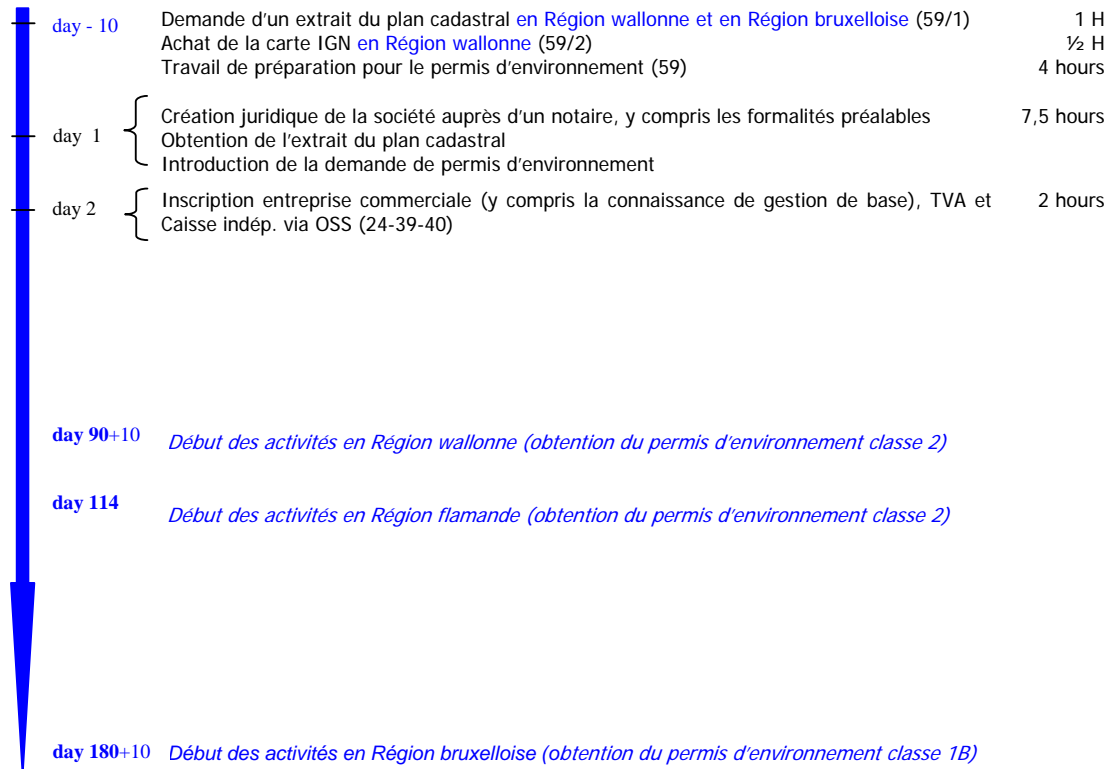 day - 10 Demande d'un extrait du plan cadastral en Région wallonne et en Région bruxelloise (59/1) 1 H
Achat de la carte IGN en Région wallonne (59/2) ½ H
Travail de préparation pour le permis d'environnement (59) 4 hours
Création juridique de la société auprès d'un notaire, y compris les formalités préalables 7,5 hours
day 1 Obtention de l'extrait du plan cadastral
Introduction de la demande de permis d'environnement
day 2 Inscription entreprise commerciale (y compris la connaissance de gestion de base), TVA et 2 hours
Caisse indép. via OSS (24-39-40)
day 90+10 Début des activités en Région wallonne (obtention du permis d'environnement classe 2)
day 114 Début des activités en Région flamande (obtention du permis d'environnement classe 2)
day 180+10 Début des activités en Région bruxelloise (obtention du permis d'environnement classe 1B)